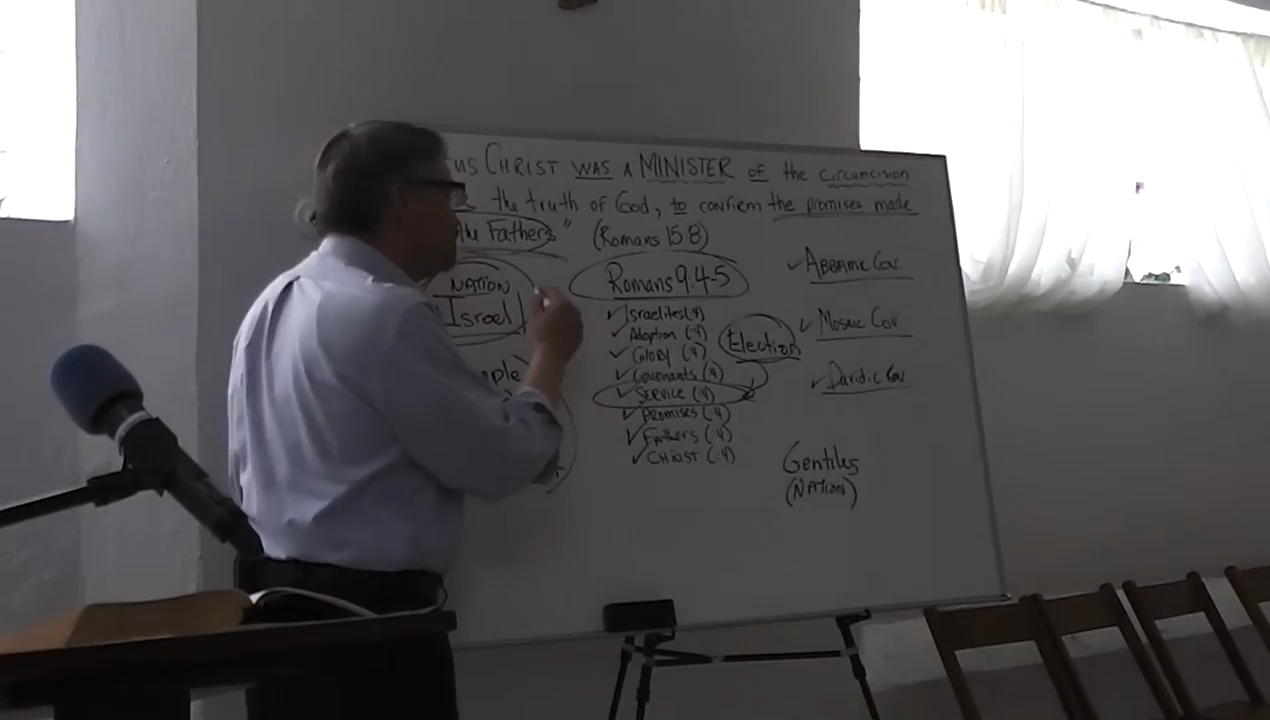 US CHRIST WAS A MINISTER of the circumcision
the truth of God, to confirm the promises made
the Fathers" (Romans 15:8)
NATION
Israel
Romans 9:4-5
Israelites (:4)
Adoption (:4)
Glory (:4)
Covenants (:4)
SERVICE (:4)
Promises (:4)
Fathers (:4)
CHRIST (:4)
Election
ABRAMIC Cov
Mosaic Cov
Davidic Cov
Gentiles
(NATIONS)